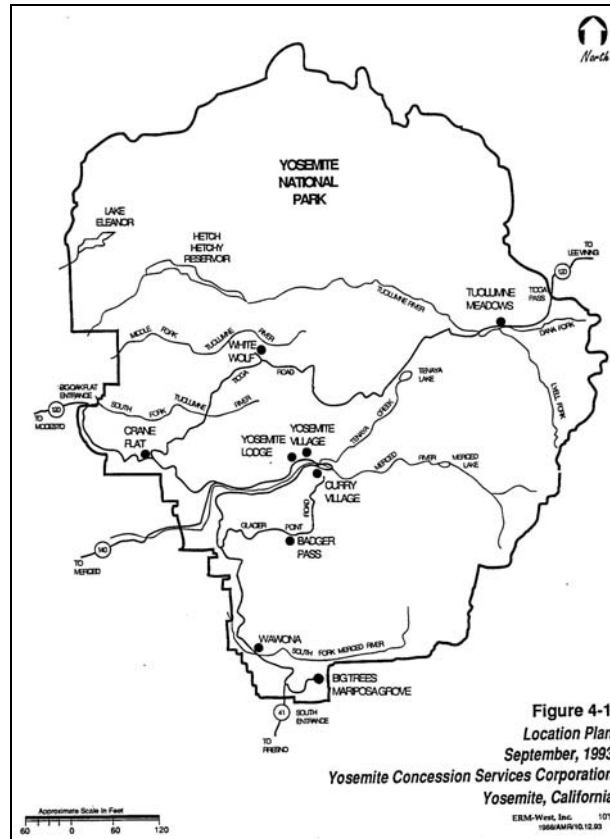 North
YOSEMITE
NATIONAL
PARK
LAKE
ELEANOR
HETCH
HETCHY
RESERVOIR
TO
LEE VINING
120
TIOGA
PASS
TUOLUMNE RIVER
TUOLUMNE
MEADOWS
DANA FORK
MIDDLE FORK TUOLUMNE RIVER
WHITE
WOLF
TIOGA ROAD
TENAYA
LAKE
LYELL FORK
BIG OAK FLAT
ENTRANCE
120
TO
MODESTO
SOUTH FORK TUOLUMNE RIVER
CRANE
FLAT
YOSEMITE
LODGE
YOSEMITE
VILLAGE
TENAYA CREEK
MERCED RIVER
MERCED
LAKE
CURRY
VILLAGE
GLACIER POINT ROAD
BADGER
PASS
140
TO
MERCED
WAWONA
SOUTH FORK MERCED RIVER
BIG TREES
MARIPOSA GROVE
41
SOUTH
ENTRANCE
TO
FRESNO
Figure 4-1
Location Plan
September, 1993
Yosemite Concession Services Corporation
Yosemite, California
ERM-West, Inc. 101
Approximate Scale in Feet
60 0 60 120